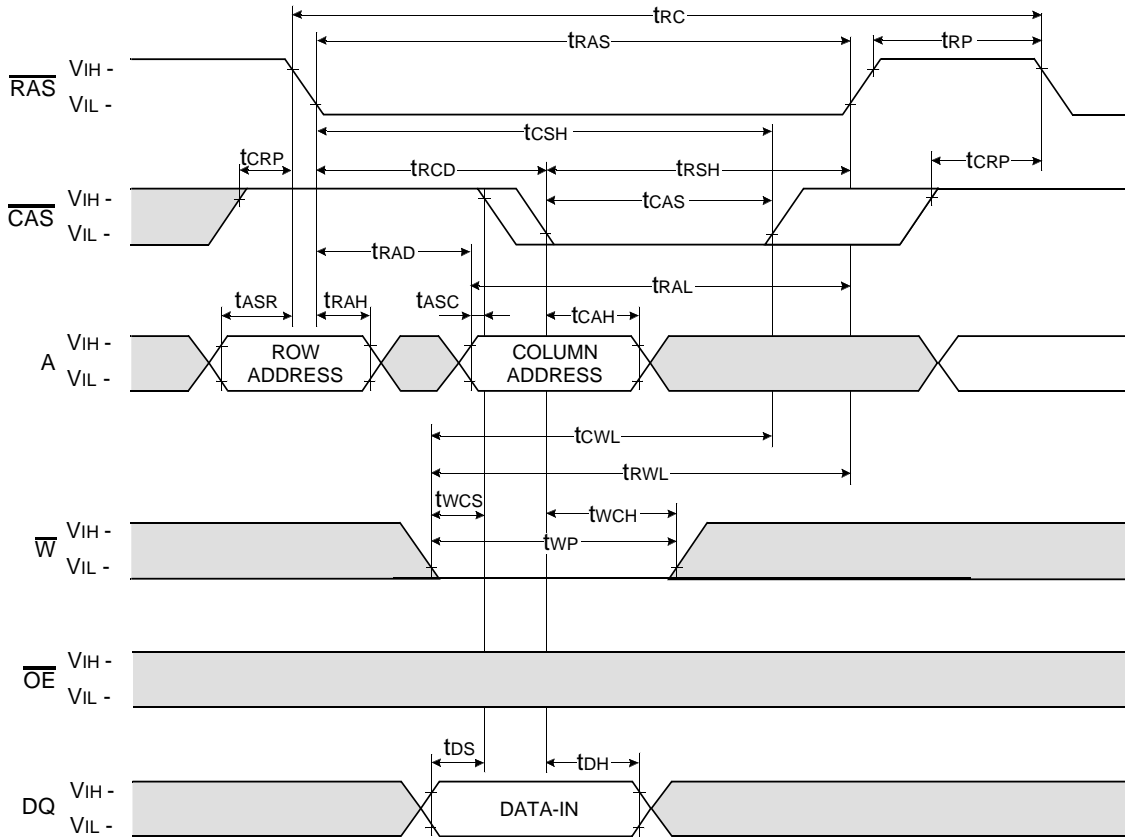 tRC
tRAS
tRP
RAS
VIH -
VIL -
tCSH
tCRP
tRCD
tRSH
tCRP
CAS
VIH -
VIL -
tCAS
tRAD
tRAL
tASR
tRAH
tASC
tCAH
A
VIH -
VIL -
ROW
ADDRESS
COLUMN
ADDRESS
tCWL
tRWL
tWCS
tWCH
W
VIH -
VIL -
tWP
OE
VIH -
VIL -
tDS
tDH
DQ
VIH -
VIL -
DATA-IN